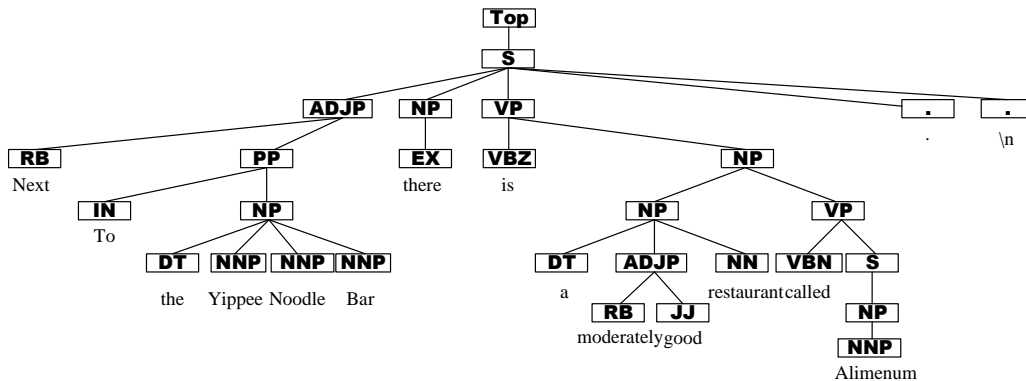 Top
S
ADJP NP VP . .
. \n
RB PP EX VBZ NP
Next there is
IN NP NP VP
To
DT NNP NNP NNP DT ADJP NN VBN S
the Yippee Noodle Bar a restaurant called
RB JJ NP
moderately good
NNP
Alimenum